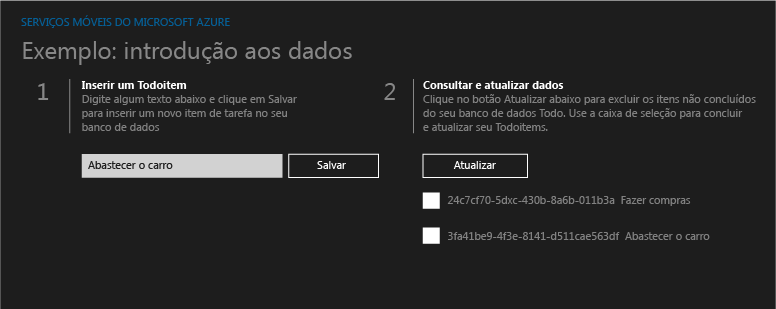 SERVIÇOS MÓVEIS DO MICROSOFT AZURE
Exemplo: introdução aos dados
1
Inserir um Todoitem
Digite algum texto abaixo e clique em Salvar
para inserir um novo item de tarefa no seu
banco de dados
Abastecer o carro
Salvar
2
Consultar e atualizar dados
Clique no botão Atualizar abaixo para excluir os itens não concluídos
do seu banco de dados Todo. Use a caixa de seleção para concluir
e atualizar seu Todoitems.
Atualizar
24c7cf70-5dxc-430b-8a6b-011b3a Fazer compras
3fa41be9-4f3e-8141-d511cae563df Abastecer o carro